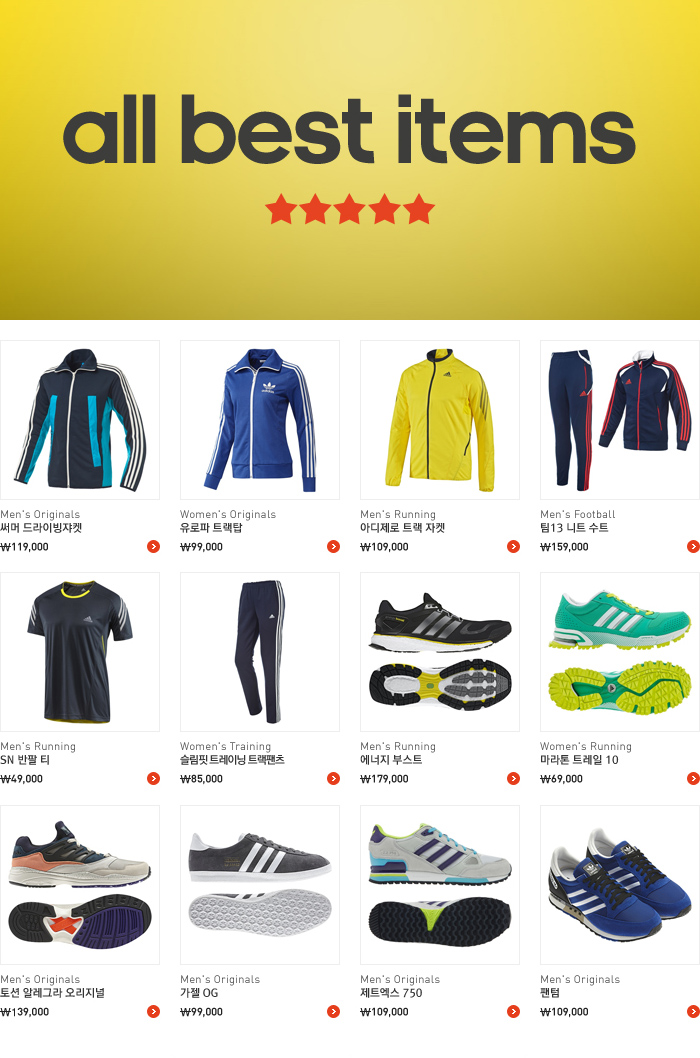 all best items
Men's Originals
써머 드라이빙쟈켓
₩119,000
Women's Originals
유로파 트랙탑
₩99,000
Men's Running
아디제로 트랙 자켓
₩109,000
Men's Football
팀13 니트 수트
₩159,000
Men's Running
SN 반팔 티
₩49,000
Women's Training
슬림핏 트레이닝 트랙팬츠
₩85,000
Men's Running
에너지 부스트
₩179,000
Women's Running
마라톤 트레일 10
₩69,000
Men's Originals
토션 알레그라 오리지널
₩139,000
Men's Originals
가젤 OG
₩99,000
Men's Originals
제트엑스 750
₩109,000
Men's Originals
팬텀
₩109,000